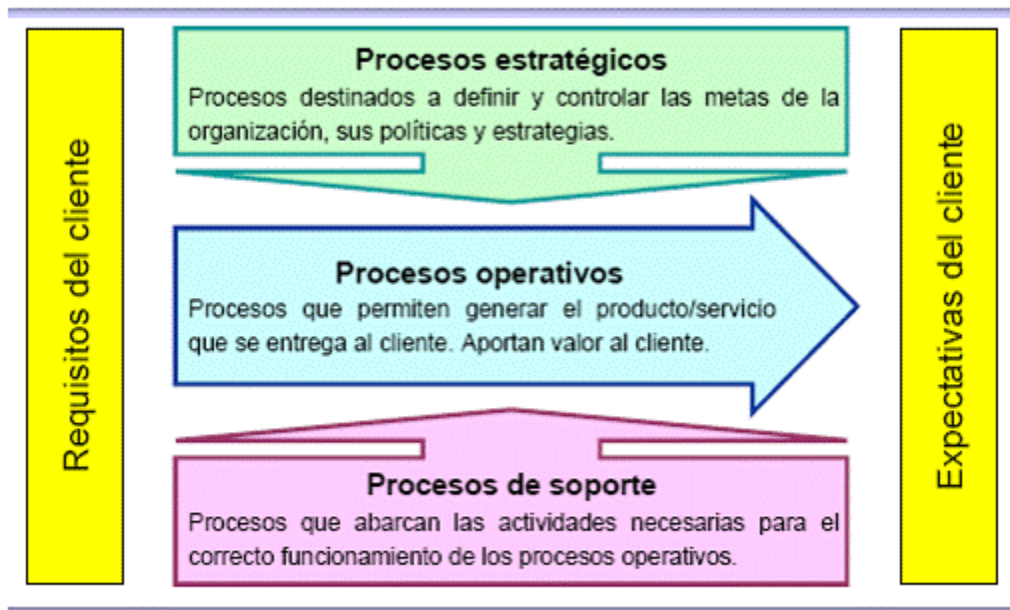 Requisitos del cliente
Procesos estratégicos
Procesos destinados a definir y controlar las metas de la
organización, sus políticas y estrategias.
Procesos operativos
Procesos que permiten generar el producto/servicio
que se entrega al cliente. Aportan valor al cliente.
Procesos de soporte
Procesos que abarcan las actividades necesarias para el
correcto funcionamiento de los procesos operativos.
Expectativas del cliente